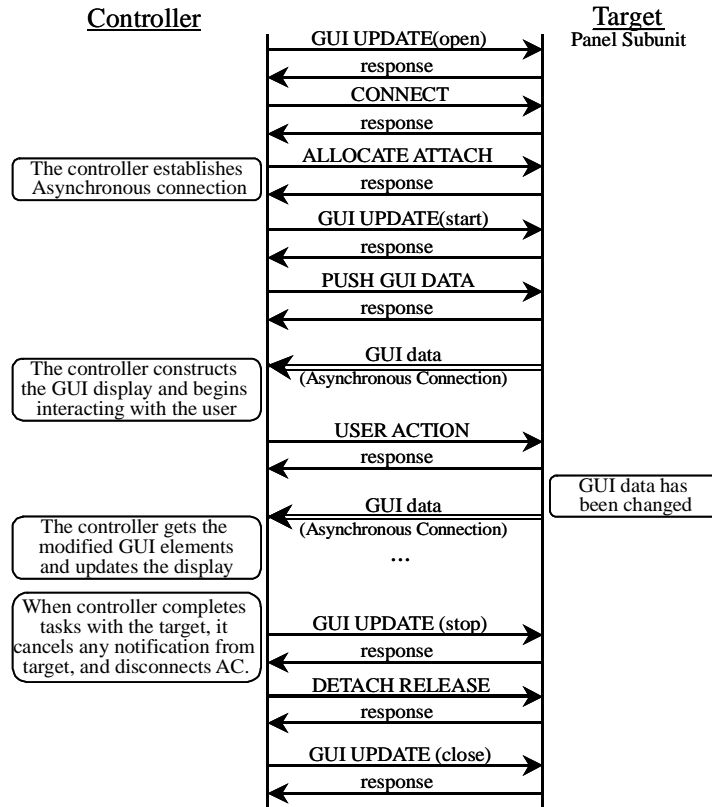 Controller
Target
Panel Subunit
GUI UPDATE(open)
response
CONNECT
response
The controller establishes
Asynchronous connection
ALLOCATE ATTACH
response
GUI UPDATE(start)
response
PUSH GUI DATA
response
The controller constructs
the GUI display and begins
interacting with the user
GUI data
(Asynchronous Connection)
USER ACTION
response
GUI data has
been changed
GUI data
(Asynchronous Connection)
The controller gets the
modified GUI elements
and updates the display
...
When controller completes
tasks with the target, it
cancels any notification from
target, and disconnects AC.
GUI UPDATE (stop)
response
DETACH RELEASE
response
GUI UPDATE (close)
response